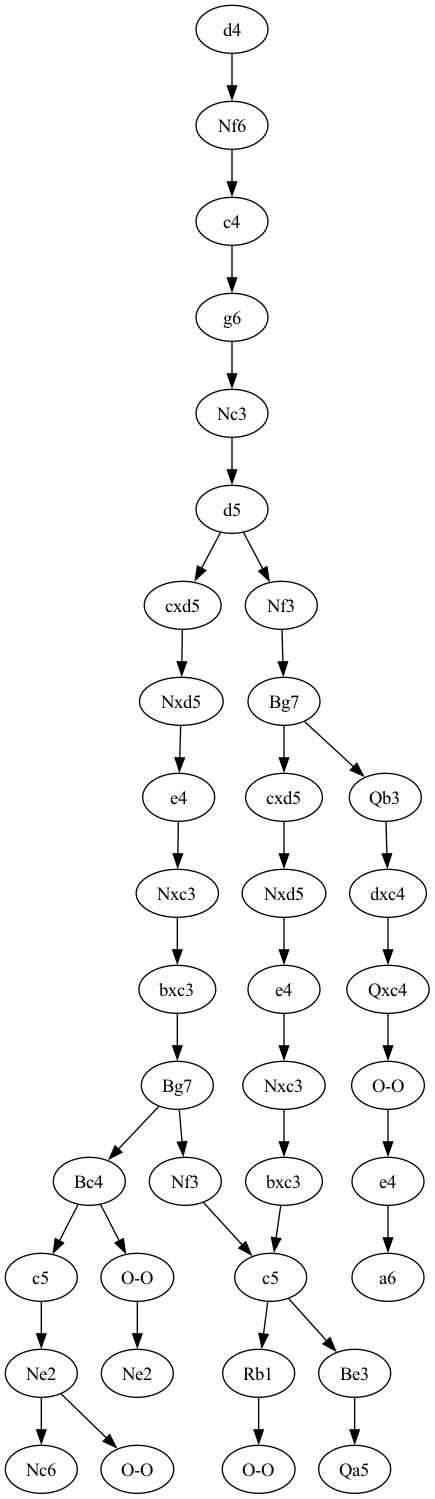 d4
Nf6
c4
g6
Nc3
d5
cxd5 Nf3
Nxd5 Bg7
e4 cxd5 Qb3
Nxc3 Nxd5 dxc4
bxc3 e4 Qxc4
Bg7 Nxc3 O-O
Bc4 Nf3 bxc3 e4
c5 O-O c5 a6
Ne2 Ne2 Rb1 Be3
Nc6 O-O O-O Qa5